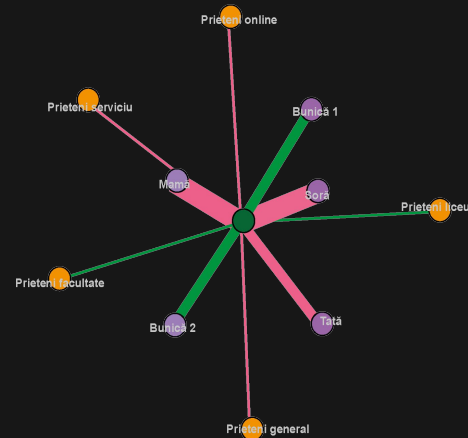 Prieteni online
Prieteni serviciu
Bunică 1
Mamă
Soră
Prieteni liceu
Prieteni facultate
Bunică 2
Tată
Prieteni general